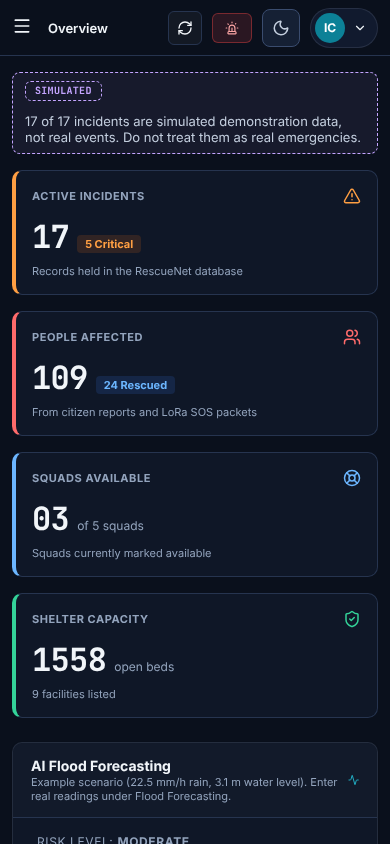 Overview
IC
SIMULATED
17 of 17 incidents are simulated demonstration data,
not real events. Do not treat them as real emergencies.
ACTIVE INCIDENTS
17 5 Critical
Records held in the RescueNet database
PEOPLE AFFECTED
109 24 Rescued
From citizen reports and LoRa SOS packets
SQUADS AVAILABLE
03 of 5 squads
Squads currently marked available
SHELTER CAPACITY
1558 open beds
9 facilities listed
AI Flood Forecasting
Example scenario (22.5 mm/h rain, 3.1 m water level). Enter
real readings under Flood Forecasting.
RISK LEVEL: MODERATE